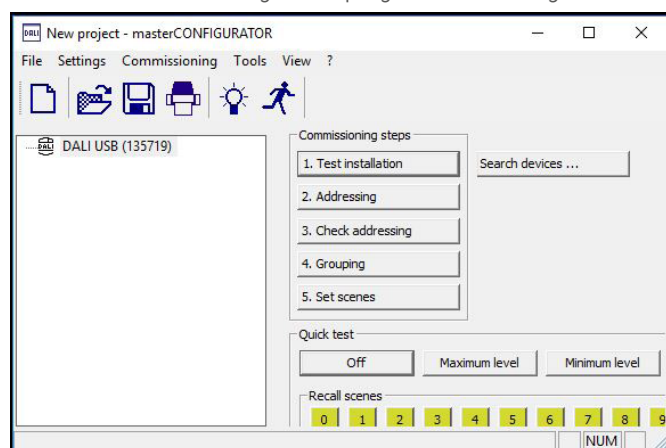 DALI New project - masterCONFIGURATOR
File Settings Commissioning Tools View ?
DALI USB (135719)
Commissioning steps
1. Test installation
Search devices ...
2. Addressing
3. Check addressing
4. Grouping
5. Set scenes
Quick test
Off Maximum level Minimum level
Recall scenes
0 1 2 3 4 5 6 7 8 9
NUM